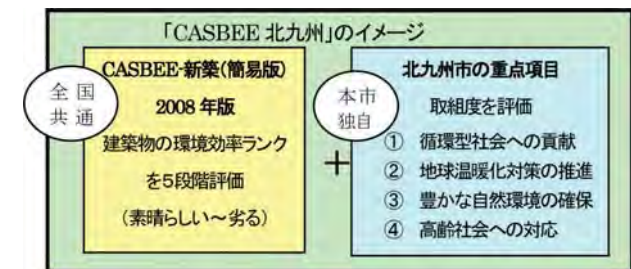 「CASBEE 北九州」のイメージ
全国
共通
CASBEE-新築(簡易版)
2008 年版
建築物の環境効率ランク
を5段階評価
(素晴らしい～劣る)
+
本市
独自
北九州市の重点項目
取組度を評価
① 循環型社会への貢献
② 地球温暖化対策の推進
③ 豊かな自然環境の確保
④ 高齢社会への対応